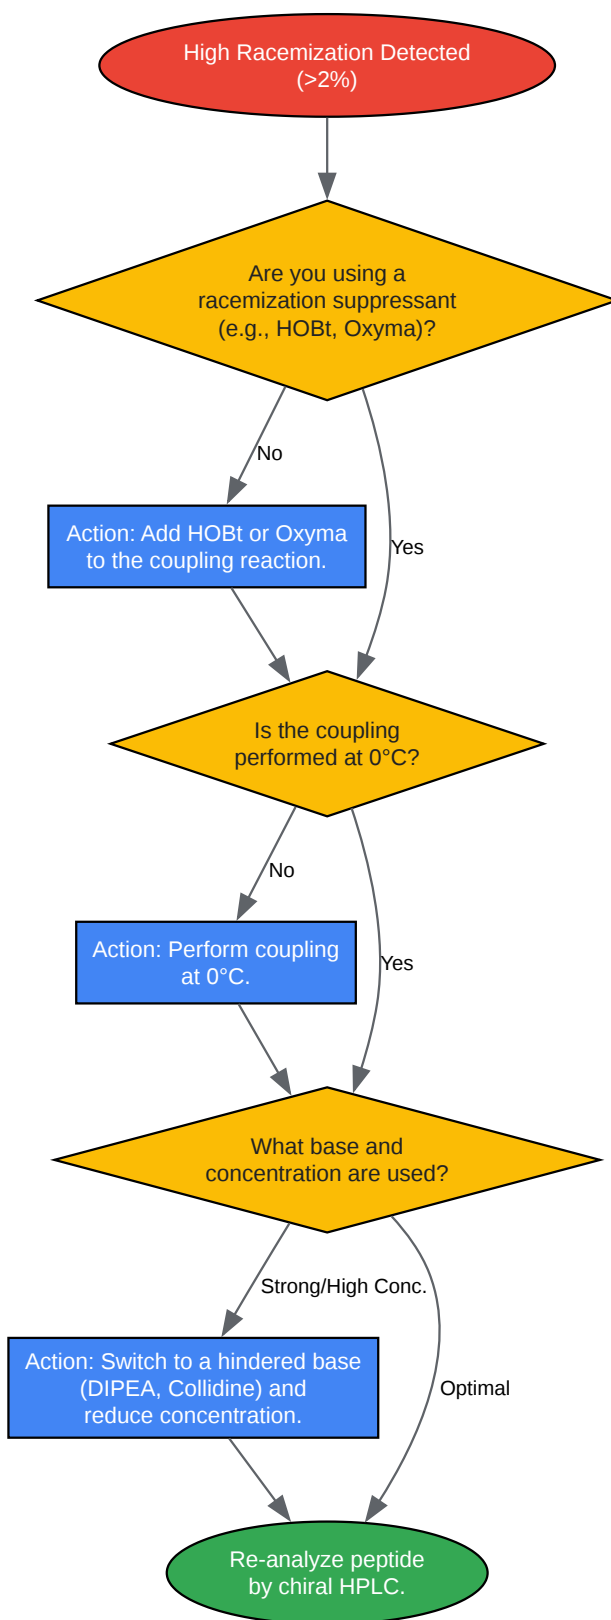 High Racemization Detected
(>2%)
Are you using a
racemization suppressant
(e.g., HOBt, Oxyma)?
No
Yes
Action: Add HOBt or Oxyma
to the coupling reaction.
Is the coupling
performed at 0°C?
No
Yes
Action: Perform coupling
at 0°C.
What base and
concentration are used?
Strong/High Conc.
Optimal
Action: Switch to a hindered base
(DIPEA, Collidine) and
reduce concentration.
Re-analyze peptide
by chiral HPLC.